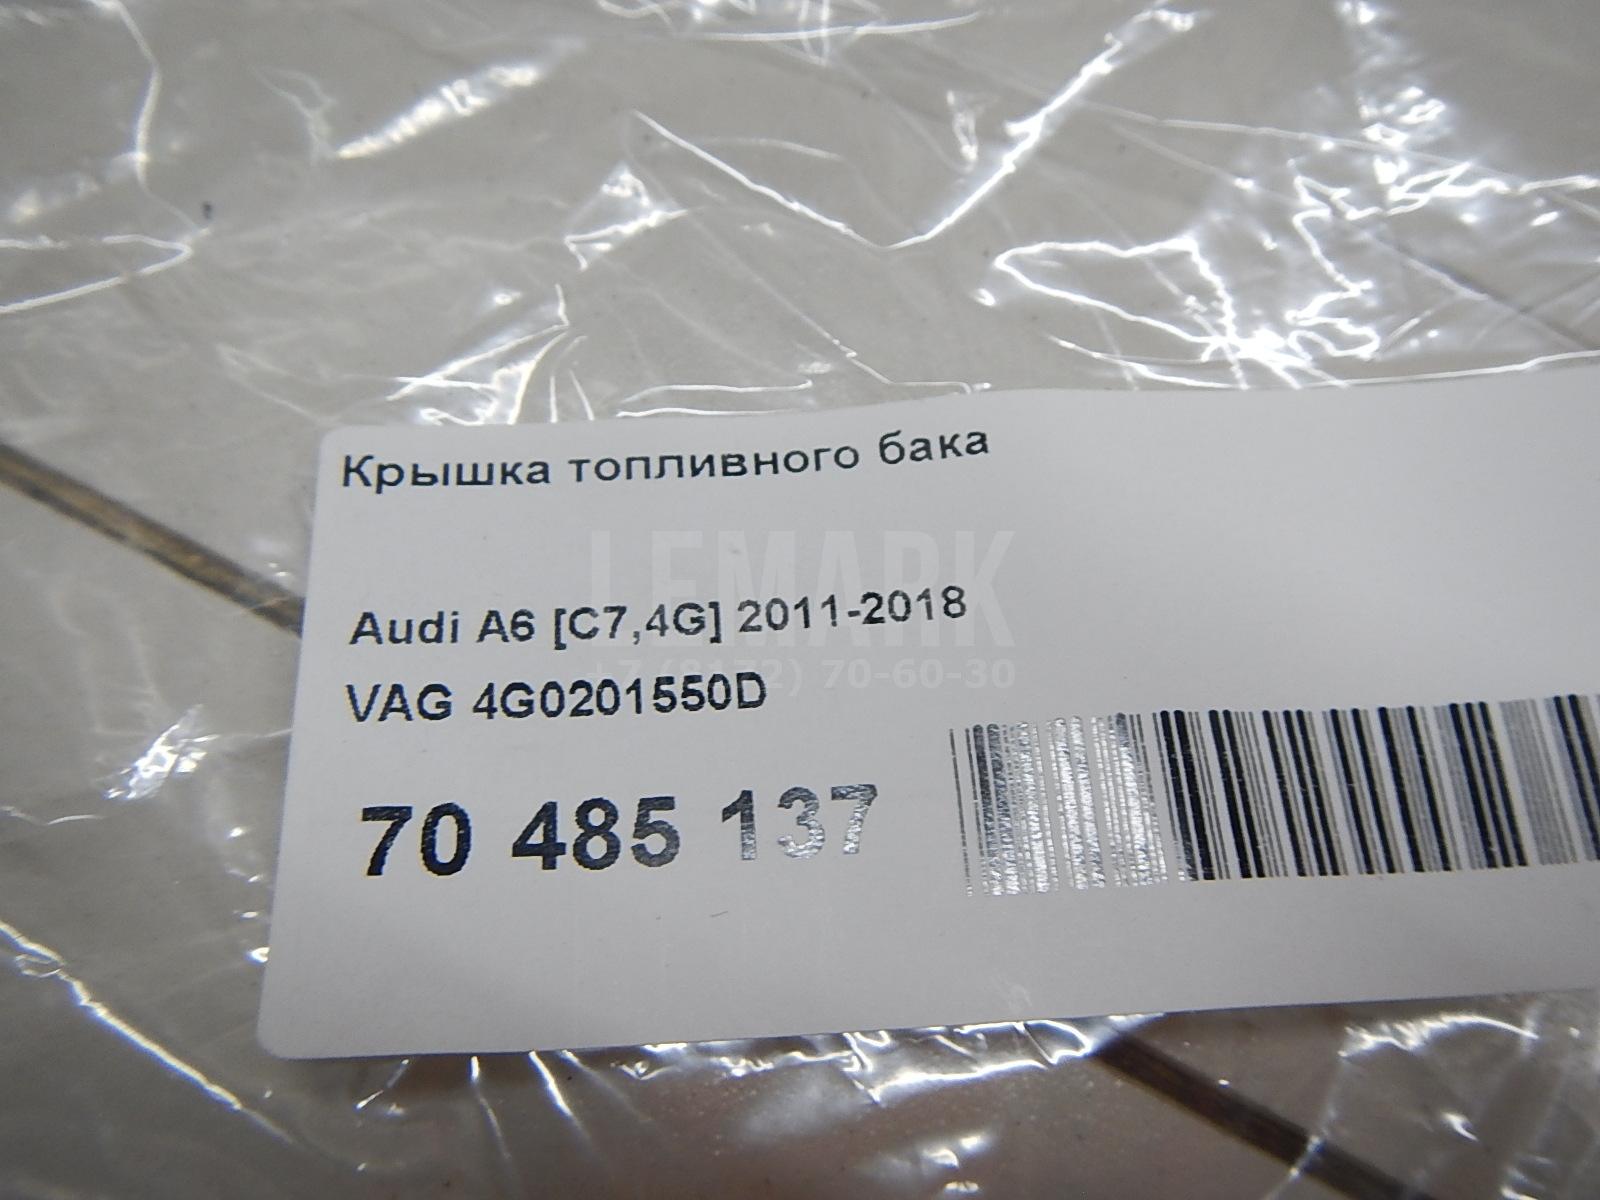 Крышка топливного бака
LEMARK
Audi A6 [C7,4G] 2011-2018
+7 (8172) 70-60-30
VAG 4G0201550D
70 485 137